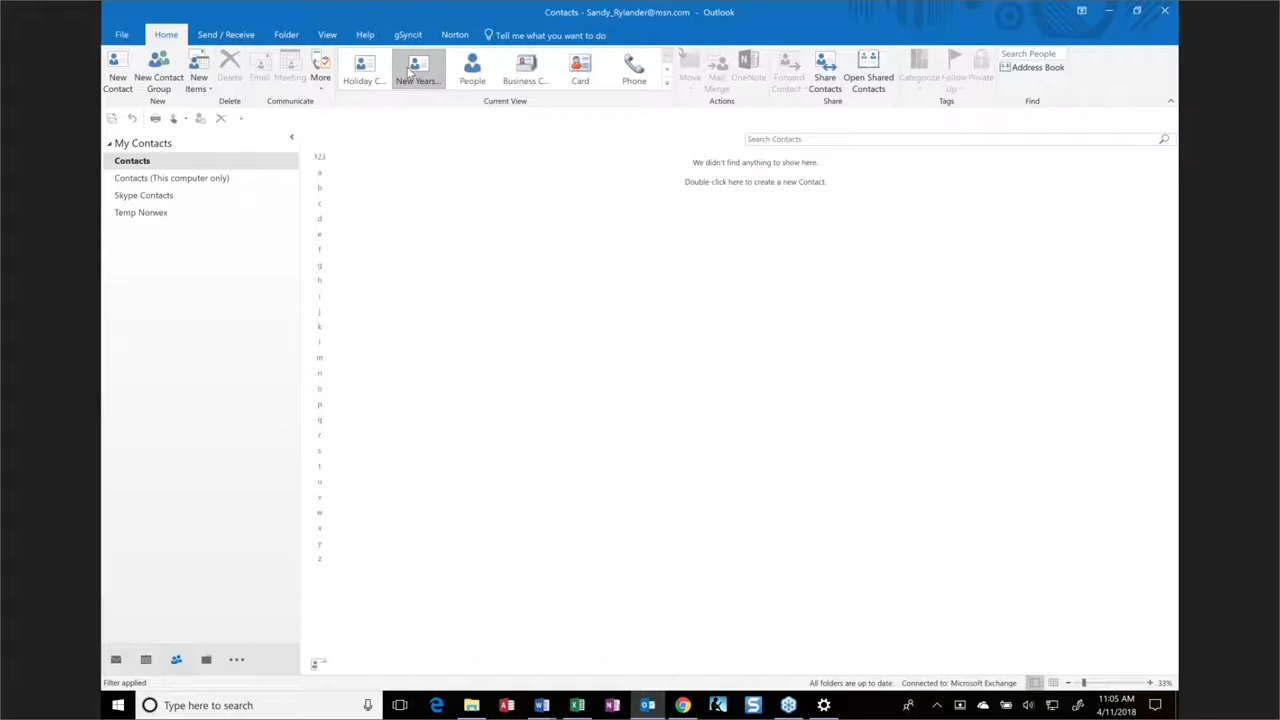 Contacts - Sandy_Rylander@msn.com - Outlook
File Home Send / Receive Folder View Help gSyncit Norton Tell me what you want to do
New Contact
New Contact Group
New Items
Delete
Email
Meeting
More
Holiday C...
New Years...
People
Business C...
Card
Phone
Move
Mail Merge
OneNote
Forward Contact
Share Contacts
Open Shared Contacts
Categorize
Follow Up
Private
Search People
Address Book
New Delete Communicate Current View Actions Share Tags Find
My Contacts
Contacts
Contacts (This computer only)
Skype Contacts
Temp Norwex
Search Contacts
We didn't find anything to show here.
Double-click here to create a new Contact.
123
a
b
c
d
e
f
g
h
i
j
k
l
m
n
o
p
q
r
s
t
u
v
w
x
y
z
Filter applied
All folders are up to date. Connected to: Microsoft Exchange
33%
Type here to search
11:05 AM
4/11/2018